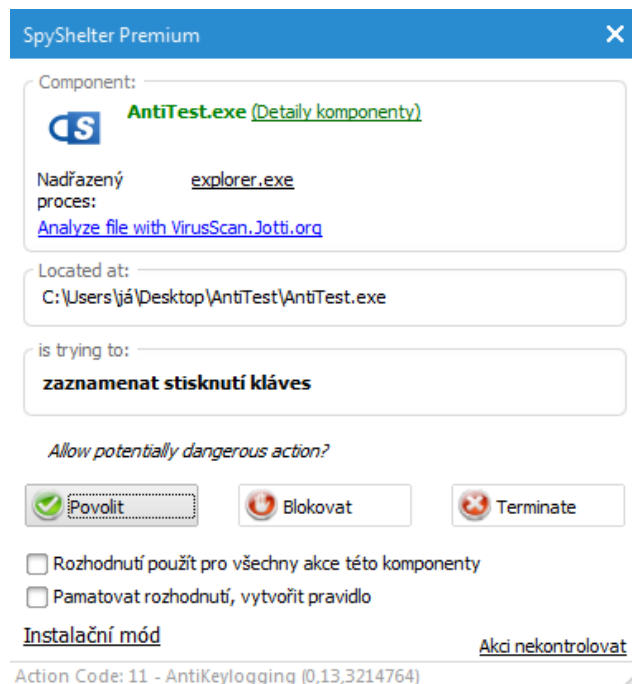 SpyShelter Premium
Component:
AntiTest.exe (Detaily komponenty)
Nadřazený proces: explorer.exe
Analyze file with VirusScan.Jotti.org
Located at:
C:\Users\já\Desktop\AntiTest\AntiTest.exe
is trying to:
zaznamenat stisknutí kláves
Allow potentially dangerous action?
Povolit Blokovat Terminate
Rozhodnutí použít pro všechny akce této komponenty
Pamatovat rozhodnutí, vytvořit pravidlo
Instalační mód Akci nekontrolovat
Action Code: 11 - AntiKeylogging (0,13,3214764)